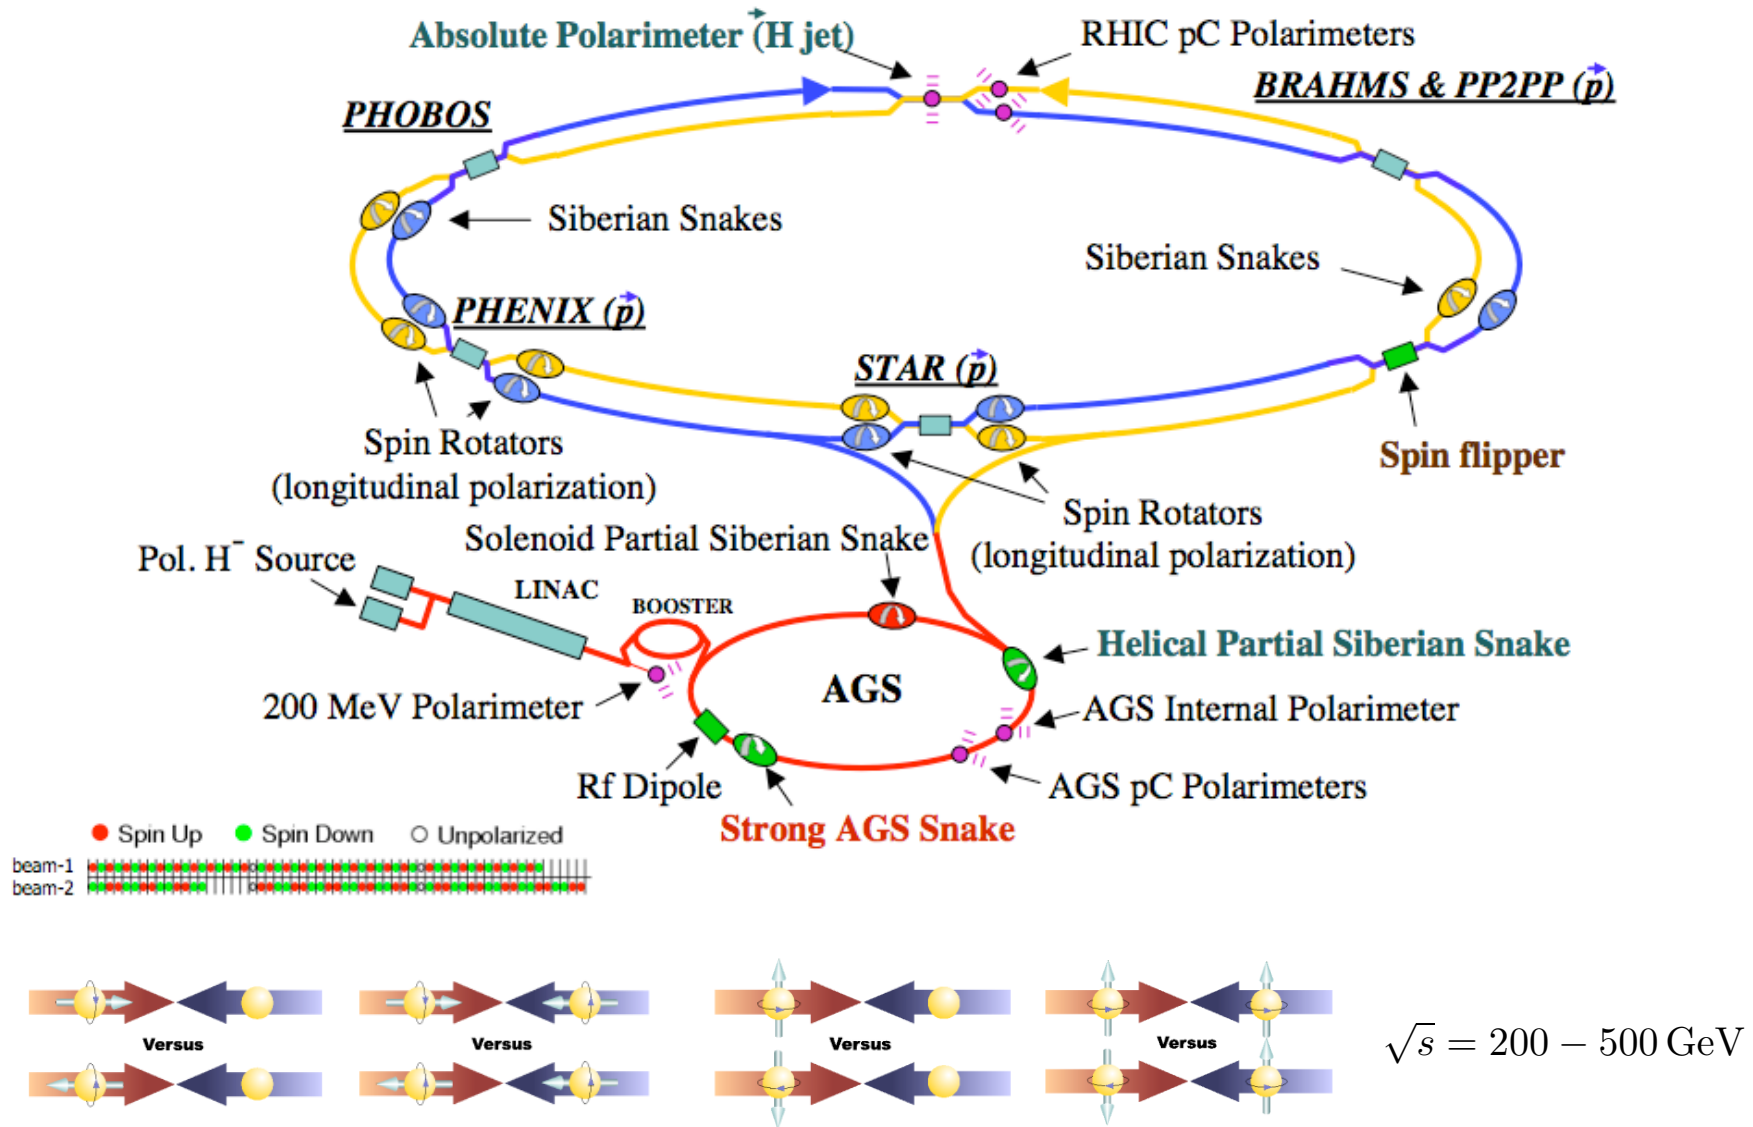 Absolute Polarimeter (H⃗ jet)
RHIC pC Polarimeters
BRAHMS & PP2PP (p⃗)
PHOBOS
Siberian Snakes
Siberian Snakes
PHENIX (p⃗)
STAR (p⃗)
Spin Rotators
(longitudinal polarization)
Spin flipper
Spin Rotators
(longitudinal polarization)
Solenoid Partial Siberian Snake
Pol. H⁻ Source
LINAC
BOOSTER
Helical Partial Siberian Snake
AGS
200 MeV Polarimeter
AGS Internal Polarimeter
Rf Dipole
AGS pC Polarimeters
Strong AGS Snake
Spin Up Spin Down Unpolarized
beam-1
beam-2
Versus Versus Versus Versus
√s = 200 − 500 GeV